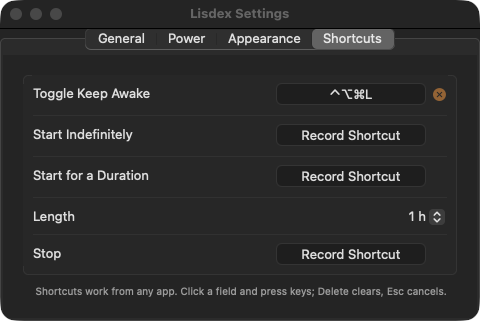 Lisdex Settings
General Power Appearance Shortcuts
Toggle Keep Awake ^⌥⌘L
Start Indefinitely Record Shortcut
Start for a Duration Record Shortcut
Length 1 h
Stop Record Shortcut
Shortcuts work from any app. Click a field and press keys; Delete clears, Esc cancels.